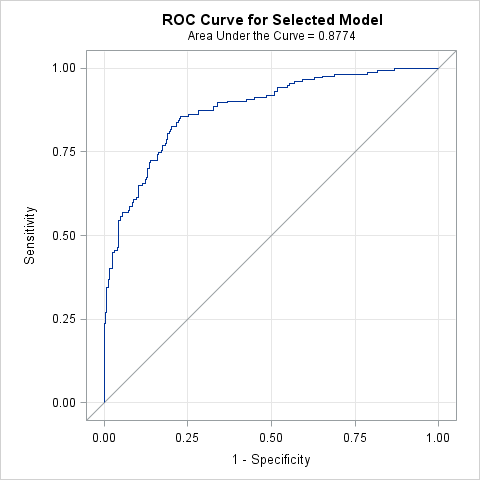 ROC Curve for Selected Model
Area Under the Curve = 0.8774
1.00
0.75
0.50
0.25
0.00
Sensitivity
0.00 0.25 0.50 0.75 1.00
1 - Specificity